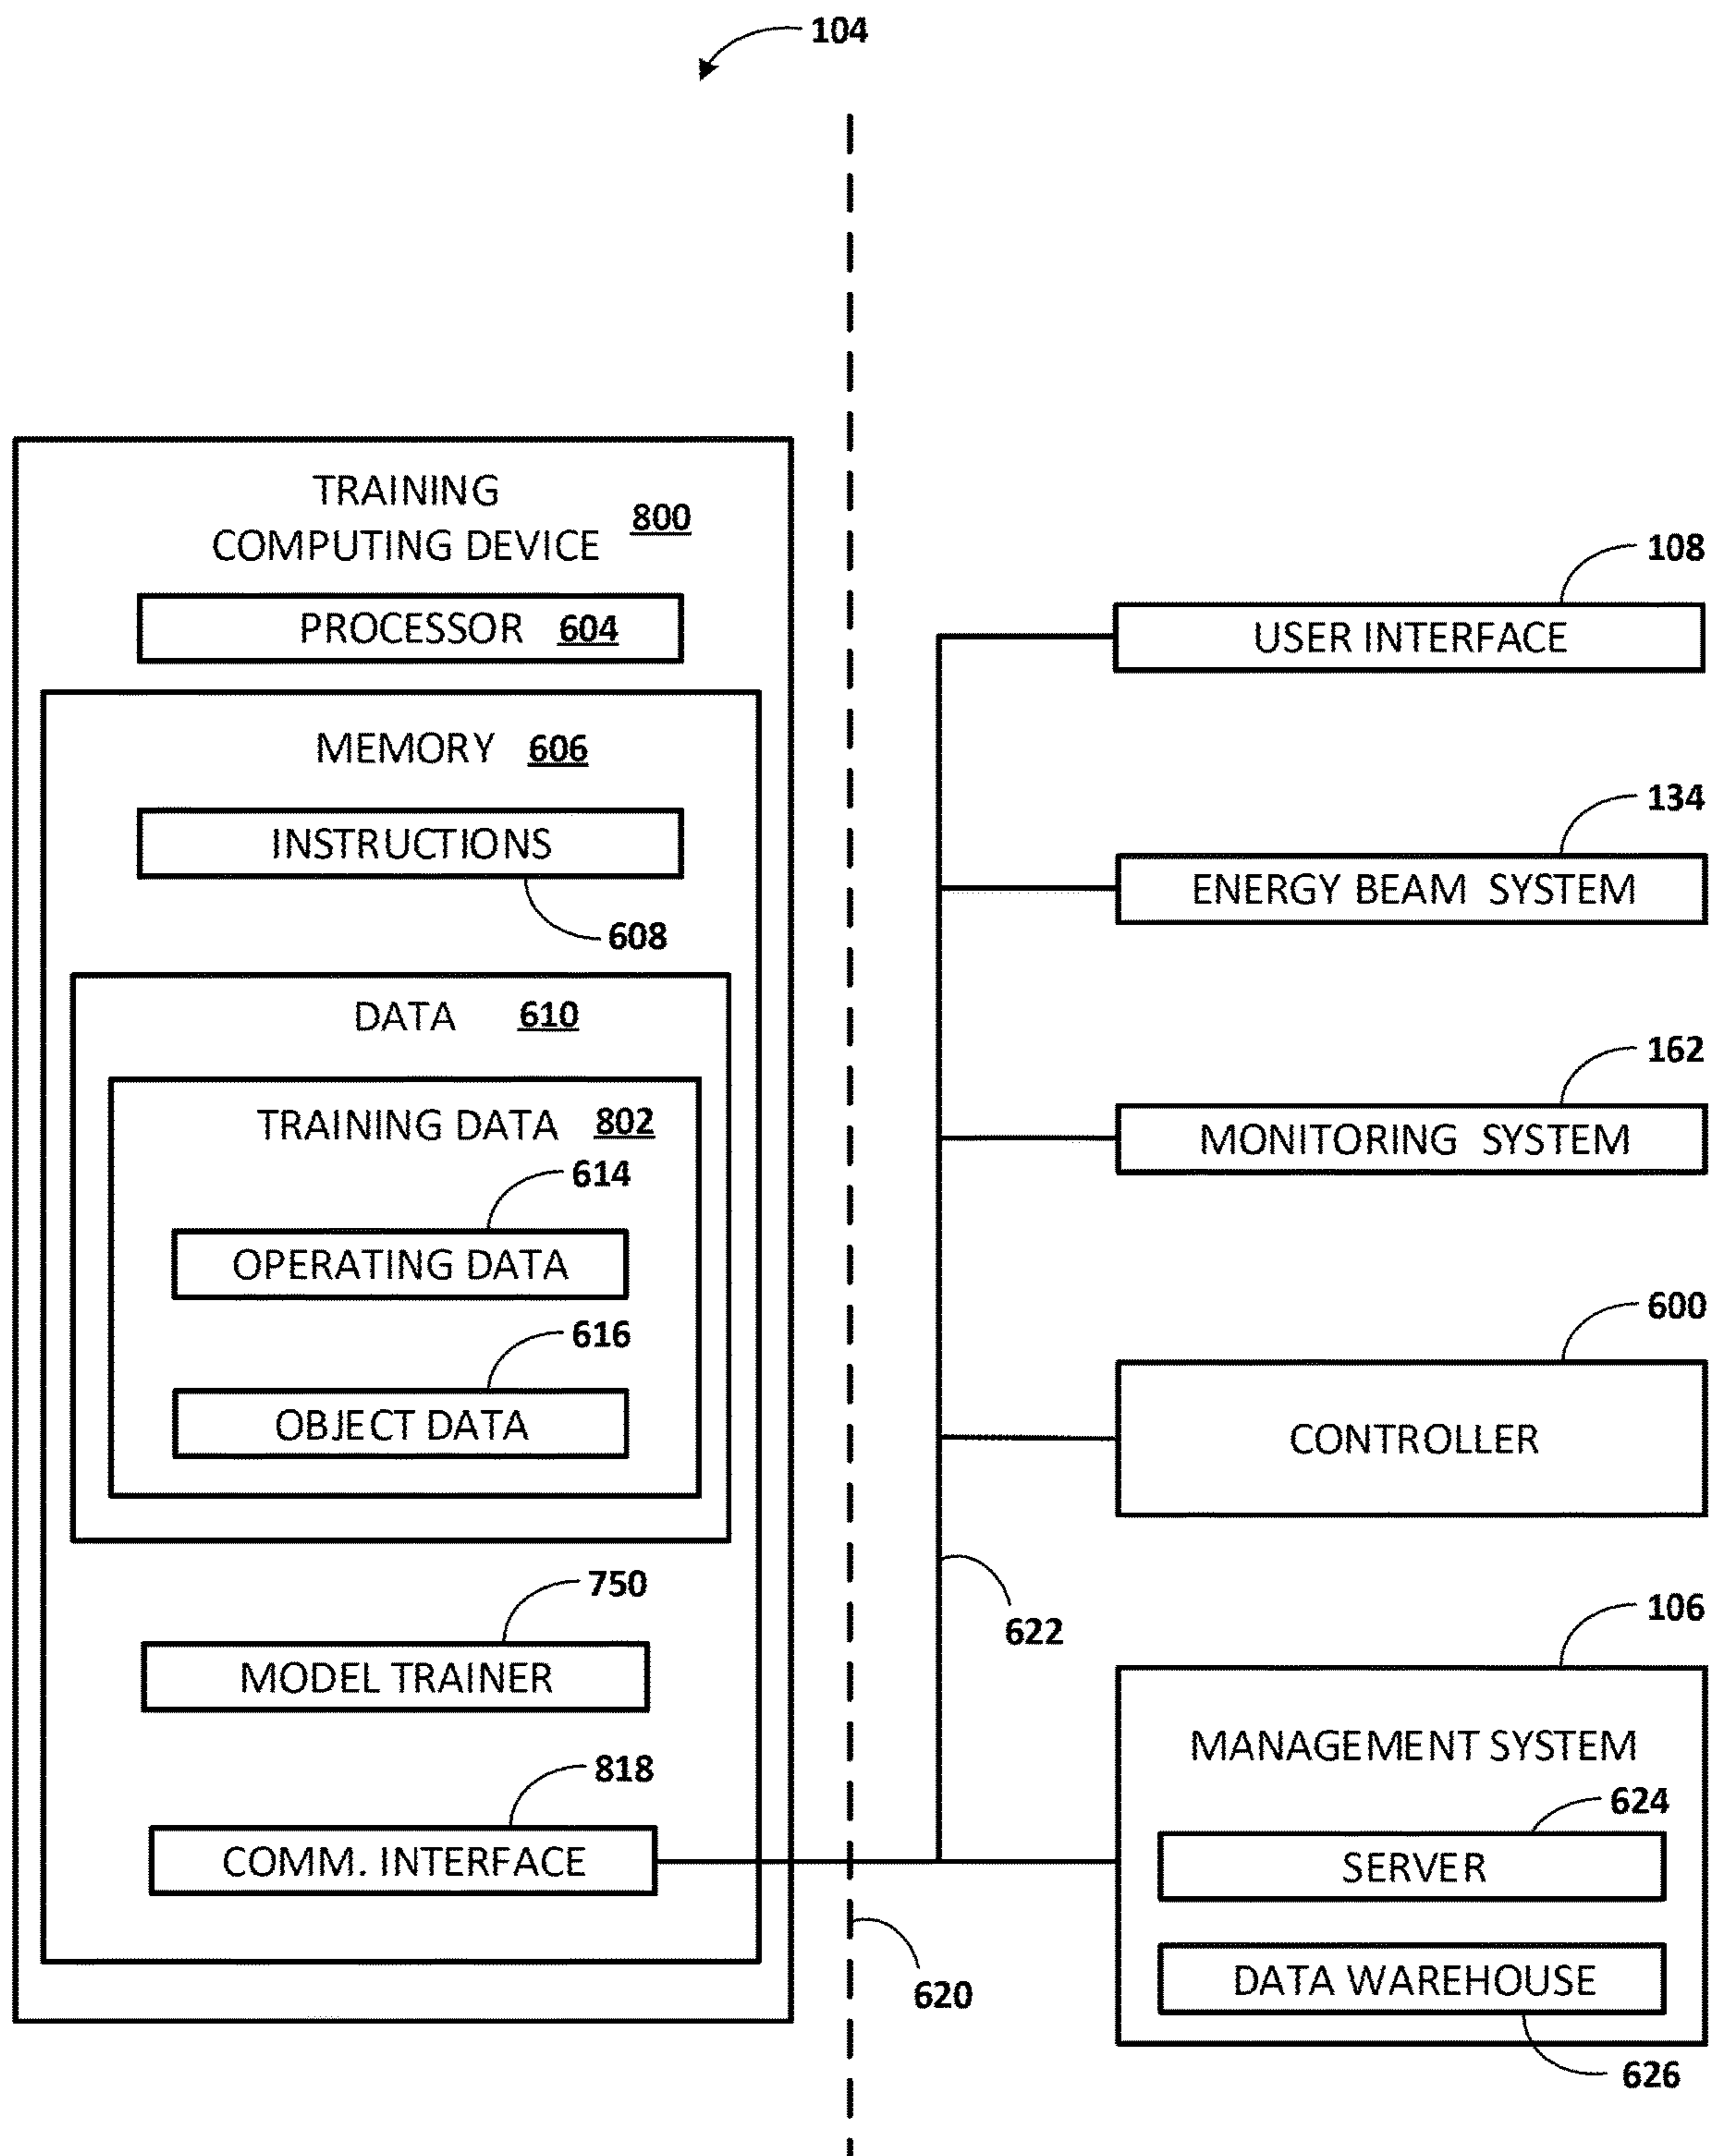 104
TRAINING
COMPUTING DEVICE 800
PROCESSOR 604
MEMORY 606
INSTRUCTIONS
608
DATA 610
TRAINING DATA 802
614
OPERATING DATA
616
OBJECT DATA
750
MODEL TRAINER
818
COMM. INTERFACE
620
622
108
USER INTERFACE
134
ENERGY BEAM SYSTEM
162
MONITORING SYSTEM
600
CONTROLLER
106
MANAGEMENT SYSTEM
624
SERVER
DATA WAREHOUSE
626